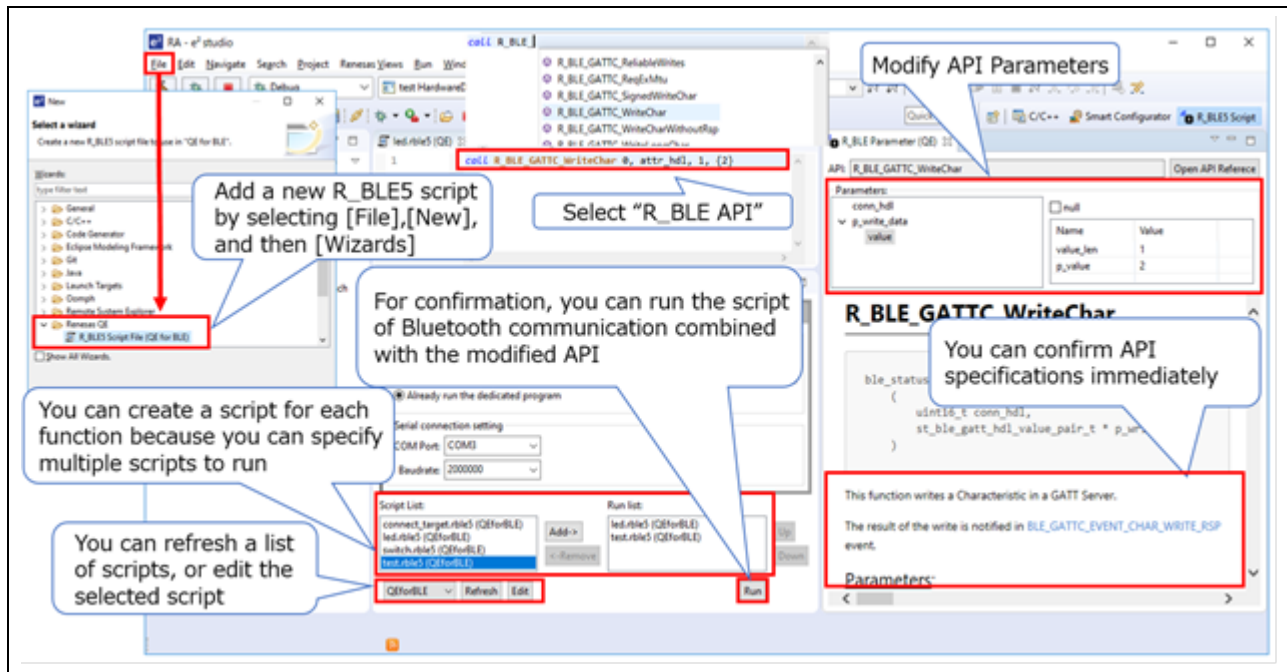 RA - e² studio
File Edit Navigate Search Project Renesas Views Run
Debug
test
call R_BLE_
R_BLE_GATTC_ReliableWrites
R_BLE_GATTC_ReqExMtu
R_BLE_GATTC_SignedWriteChar
R_BLE_GATTC_WriteChar
R_BLE_GATTC_WriteCharWithoutRsp
Modify API Parameters
C/C++
Smart Configurator
R_BLE5 Script
New
Select a wizard
Create a new R_BLE5 script file to use in "QE for BLE".
Wizards:
type filter text
General
C/C++
Code Generator
Eclipse Modeling Framework
Git
Java
Launch Targets
Oomph
Remote System Explorer
Renesas QE
R_BLE5 Script File (QE for BLE)
Show All Wizards.
Add a new R_BLE5 script
by selecting [File],[New],
and then [Wizards]
led.rble5 (QE)
1 call R_BLE_GATTC_WriteChar 0, attr_hdl, 1, {2}
Select "R_BLE API"
R_BLE Parameter (QE)
API: R_BLE_GATTC_WriteChar
Open API Referece
Parameters:
conn_hdl
p_write_data
value
null
Name Value
value_len 1
p_value 2
For confirmation, you can run the script
of Bluetooth communication combined
with the modified API
R_BLE_GATTC_WriteChar
You can confirm API
specifications immediately
ble_status
(
uint16_t conn_hdl,
st_ble_gatt_hdl_value_pair_t * p_wr
)
Already run the dedicated program
Serial connection setting
COM Port: COM3
Baudrate: 2000000
You can create a script for each
function because you can specify
multiple scripts to run
Script List:
connect_target.rble5 (QEforBLE)
led.rble5 (QEforBLE)
switch.rble5 (QEforBLE)
test.rble5 (QEforBLE)
Add->
<-Remove
Run list:
led.rble5 (QEforBLE)
test.rble5 (QEforBLE)
Up
Down
You can refresh a list
of scripts, or edit the
selected script
QEforBLE
Refresh
Edit
Run
This function writes a Characteristic in a GATT Server.
The result of the write is notified in BLE_GATTC_EVENT_CHAR_WRITE_RSP
event.
Parameters: